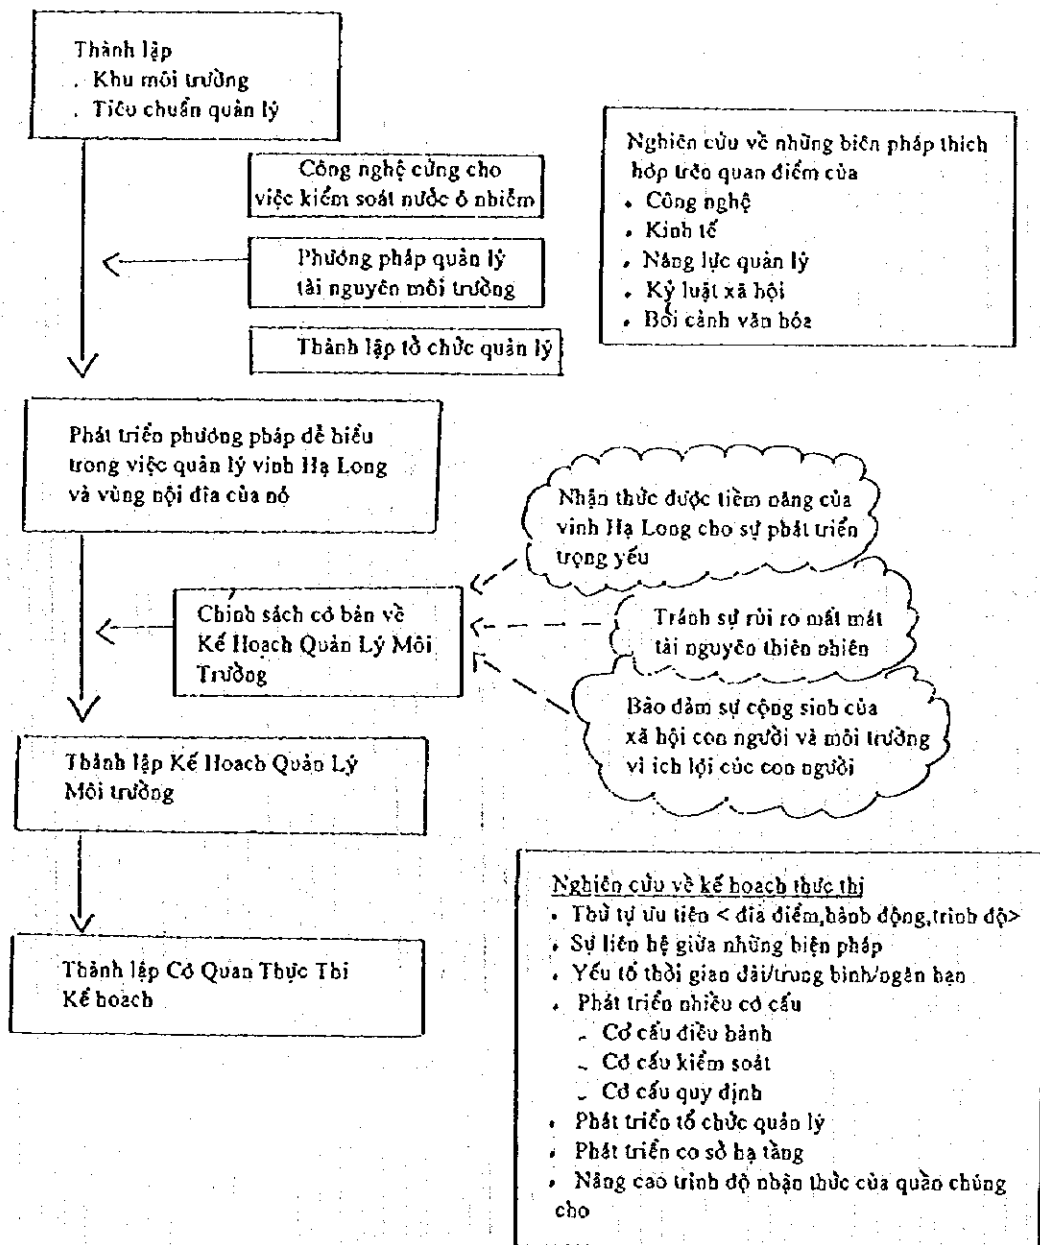 Thành lập
. Khu môi trường
. Tiêu chuẩn quản lý
Công nghệ cứng cho
việc kiểm soát nước ô nhiễm
Phương pháp quản lý
tài nguyên môi trường
Thành lập tổ chức quản lý
Nghiên cứu về những biện pháp thích
hợp trên quan điểm của
• Công nghệ
• Kinh tế
• Năng lực quản lý
• Kỷ luật xã hội
• Bối cảnh văn hóa
Phát triển phương pháp dễ hiểu
trong việc quản lý vịnh Hạ Long
và vùng nội địa của nó
Nhận thức được tiềm năng của
vịnh Hạ Long cho sự phát triển
trọng yếu
Tránh sự rủi ro mất mát
tài nguyên thiên nhiên
Bảo đảm sự cộng sinh của
xã hội con người và môi trường
vì ích lợi cúc con người
Chính sách cơ bản về
Kế Hoạch Quản Lý Môi
Trường
Thành lập Kế Hoạch Quản Lý
Môi trường
Thành lập Cơ Quan Thực Thi
Kế hoạch
Nghiên cứu về kế hoạch thực thi
• Thứ tự ưu tiên < địa điểm,hành động,trình độ>
• Sự liên hệ giữa những biện pháp
• Yếu tố thời gian dài/trung bình/ngắn hạn
• Phát triển nhiều cơ cấu
- Cơ cấu điều hành
- Cơ cấu kiểm soát
- Cơ cấu quy định
• Phát triển tổ chức quản lý
• Phát triển cơ sở hạ tầng
• Nâng cao trình độ nhận thức của quần chúng
cho